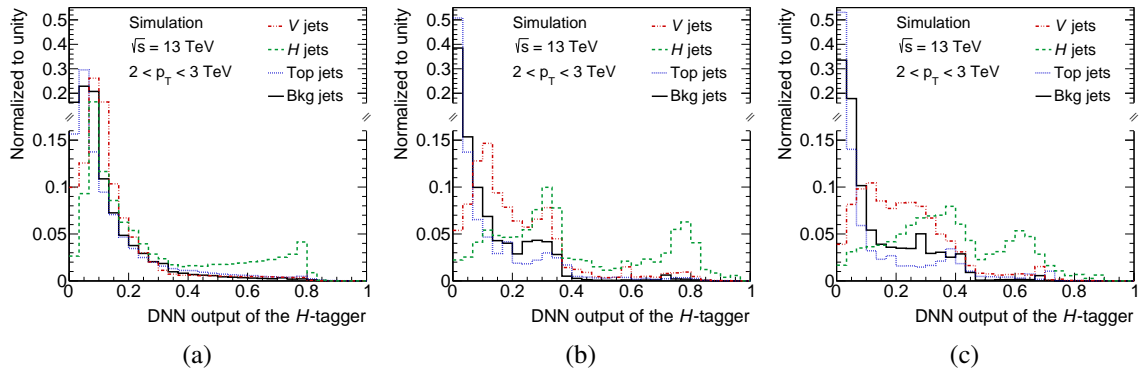 Normalized to unity
0.5
0.4
0.3
0.2
0.15
0.1
0.05
0
Simulation
√s = 13 TeV
2 < p_T < 3 TeV
V jets
H jets
Top jets
Bkg jets
0 0.2 0.4 0.6 0.8 1
DNN output of the H-tagger
(a)
Normalized to unity
0.5
0.4
0.3
0.2
0.15
0.1
0.05
0
Simulation
√s = 13 TeV
2 < p_T < 3 TeV
V jets
H jets
Top jets
Bkg jets
0 0.2 0.4 0.6 0.8 1
DNN output of the H-tagger
(b)
Normalized to unity
0.5
0.4
0.3
0.2
0.15
0.1
0.05
0
Simulation
√s = 13 TeV
2 < p_T < 3 TeV
V jets
H jets
Top jets
Bkg jets
0 0.2 0.4 0.6 0.8 1
DNN output of the H-tagger
(c)